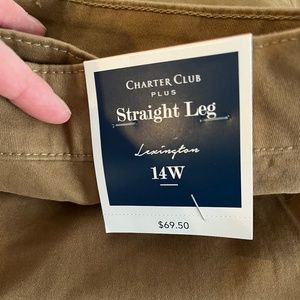 CHARTER CLUB
PLUS
Straight Leg
Lexington
14W
$69.50